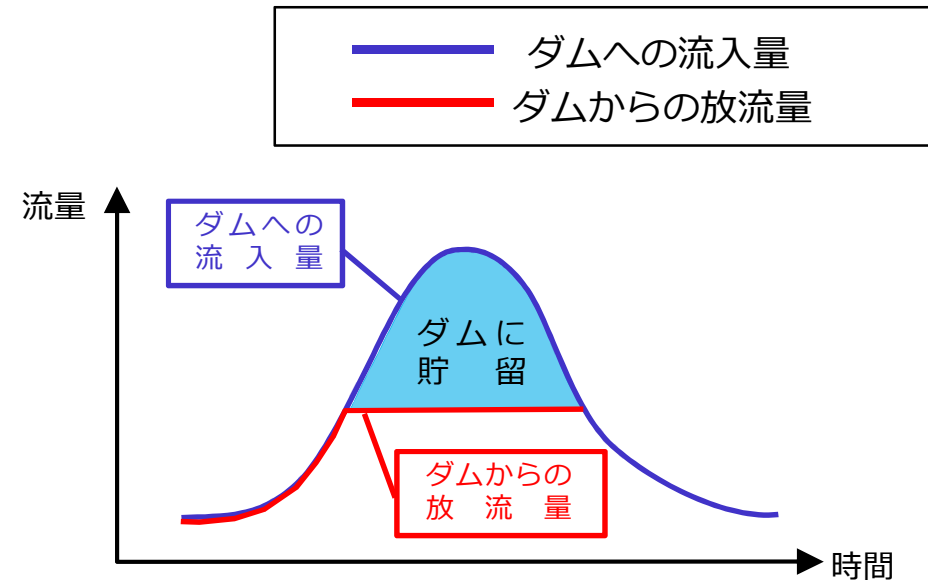 ダムへの流入量
ダムからの放流量
流量
ダムへの
流入量
ダムに
貯留
ダムからの
放流量
時間